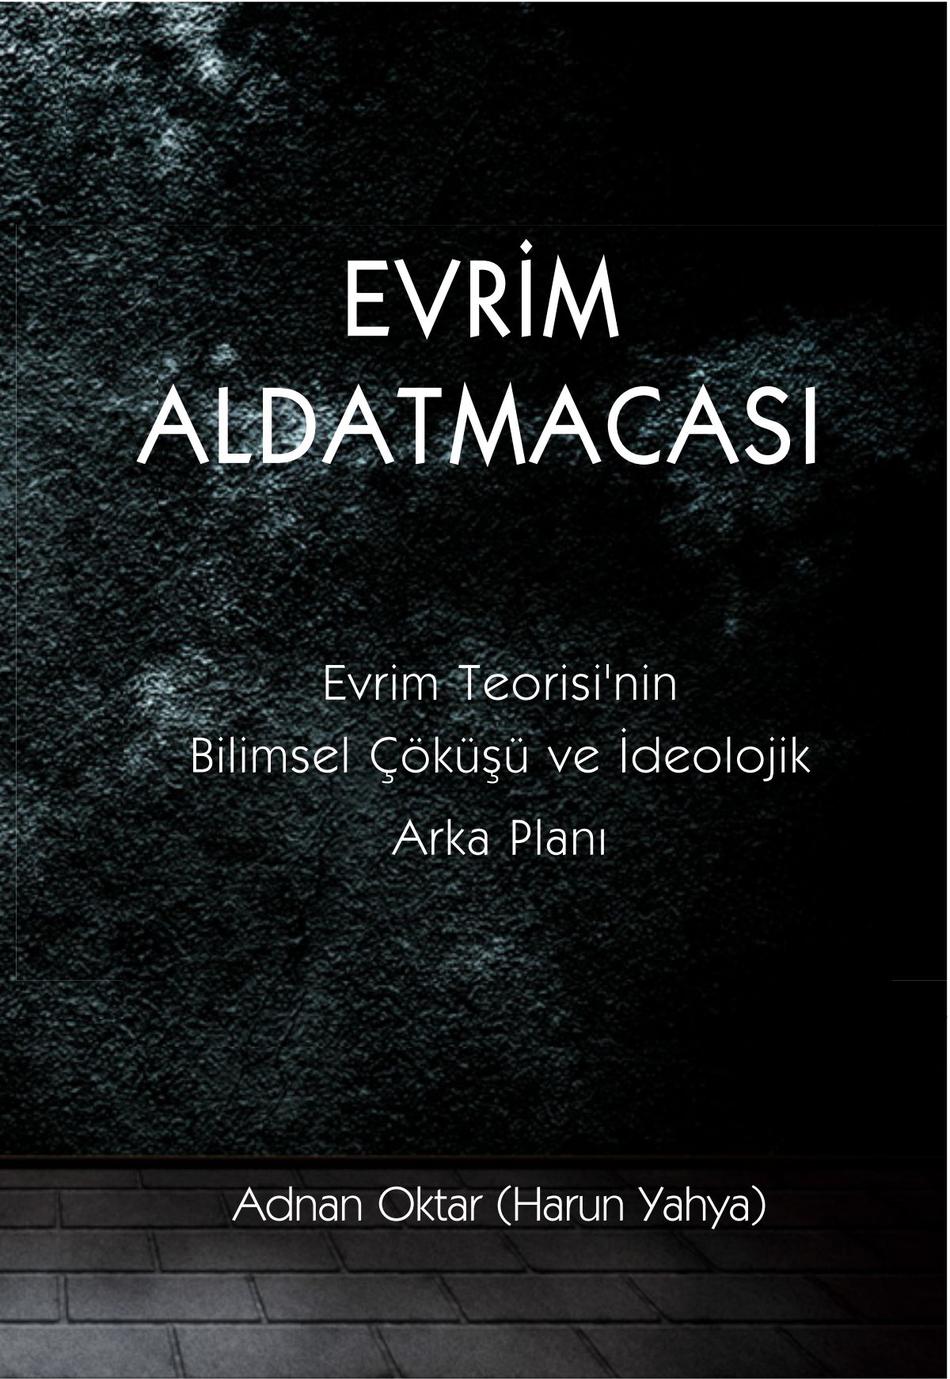 EVRİM
ALDATMACASI
Evrim Teorisi'nin
Bilimsel Çöküşü ve İdeolojik
Arka Planı
Adnan Oktar (Harun Yahya)